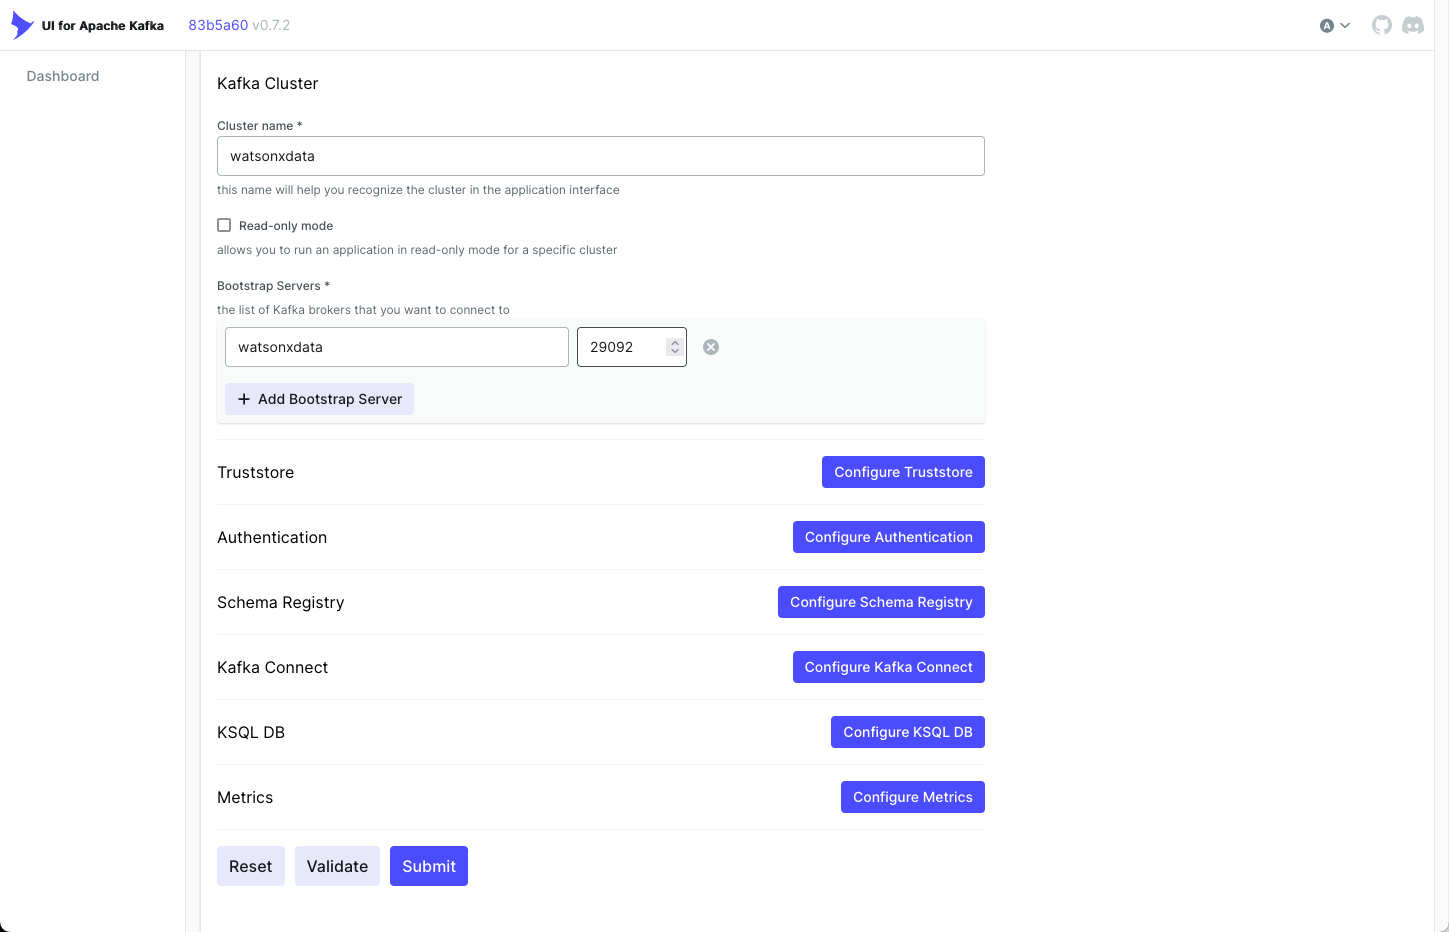 UI for Apache Kafka 83b5a60 v0.7.2 A
Dashboard
Kafka Cluster
Cluster name *
watsonxdata
this name will help you recognize the cluster in the application interface
Read-only mode
allows you to run an application in read-only mode for a specific cluster
Bootstrap Servers *
the list of Kafka brokers that you want to connect to
watsonxdata 29092
Add Bootstrap Server
Truststore Configure Truststore
Authentication Configure Authentication
Schema Registry Configure Schema Registry
Kafka Connect Configure Kafka Connect
KSQL DB Configure KSQL DB
Metrics Configure Metrics
Reset Validate Submit